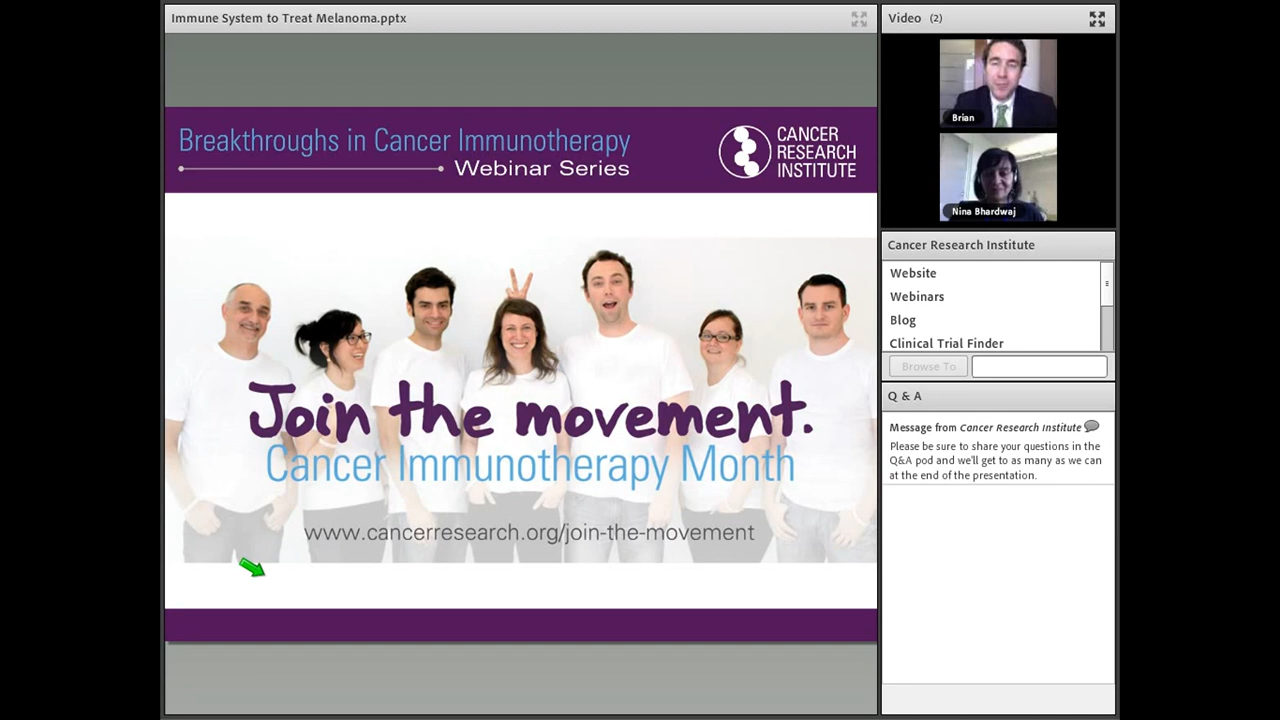 Immune System to Treat Melanoma.pptx
Breakthroughs in Cancer Immunotherapy
Webinar Series
CANCER
RESEARCH
INSTITUTE
Join the movement.
Cancer Immunotherapy Month
www.cancerresearch.org/join-the-movement
Video (2)
Brian
Nina Bhardwaj
Cancer Research Institute
Website
Webinars
Blog
Clinical Trial Finder
Browse To
Q & A
Message from Cancer Research Institute
Please be sure to share your questions in the
Q&A pod and we'll get to as many as we can
at the end of the presentation.